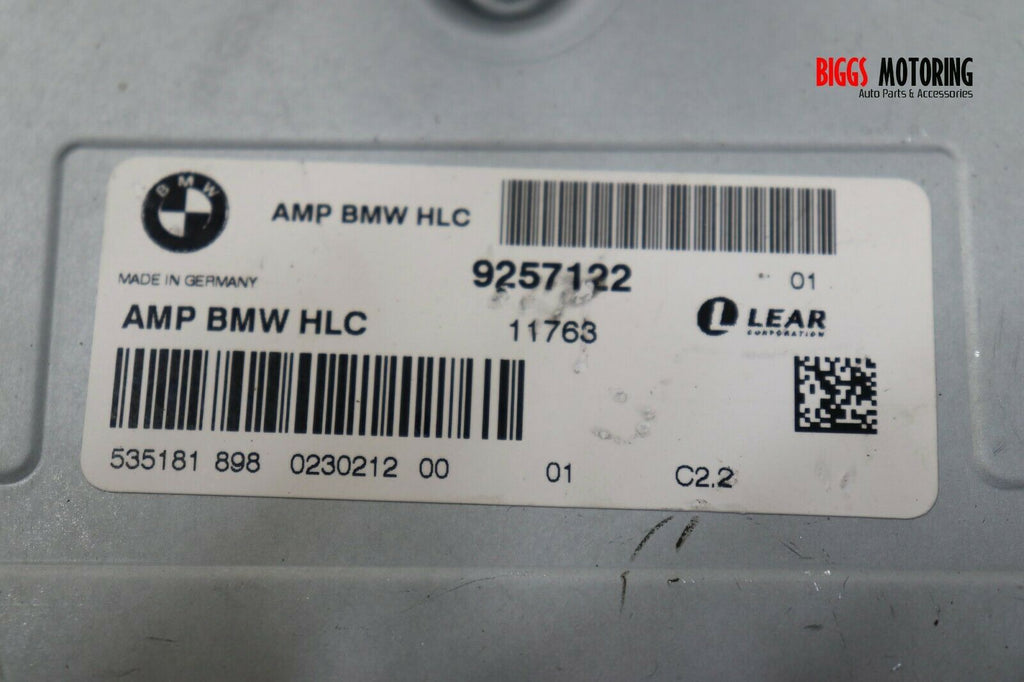 BIGGS MOTORING
Auto Parts & Accessories
BMW
AMP BMW HLC
MADE IN GERMANY
9257122
01
AMP BMW HLC
11763
L LEAR
CORPORATION
535181 898 0230212 00 01 C2.2